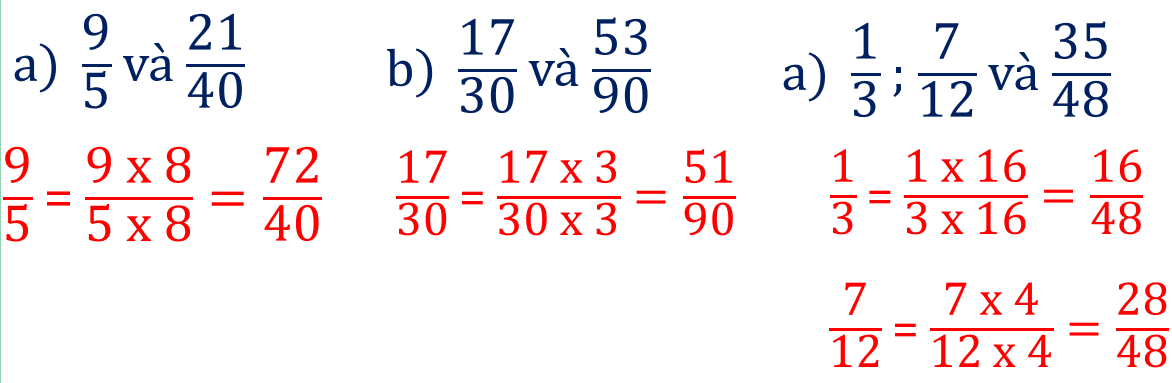 a) 9/5 và 21/40
9/5 = 9 x 8 / 5 x 8 = 72/40
b) 17/30 và 53/90
17/30 = 17 x 3 / 30 x 3 = 51/90
a) 1/3 ; 7/12 và 35/48
1/3 = 1 x 16 / 3 x 16 = 16/48
7/12 = 7 x 4 / 12 x 4 = 28/48